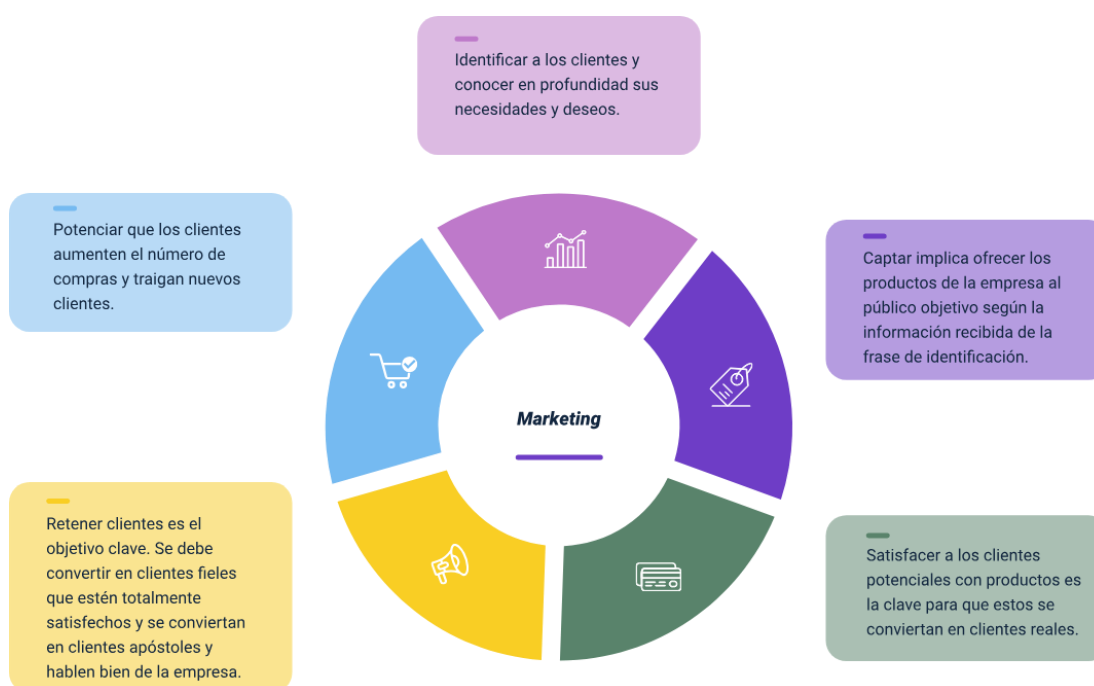 Identificar a los clientes y
conocer en profundidad sus
necesidades y deseos.
Potenciar que los clientes
aumenten el número de
compras y traigan nuevos
clientes.
Captar implica ofrecer los
productos de la empresa al
público objetivo según la
información recibida de la
frase de identificación.
Marketing
Retener clientes es el
objetivo clave. Se debe
convertir en clientes fieles
que estén totalmente
satisfechos y se conviertan
en clientes apóstoles y
hablen bien de la empresa.
Satisfacer a los clientes
potenciales con productos es
la clave para que estos se
conviertan en clientes reales.